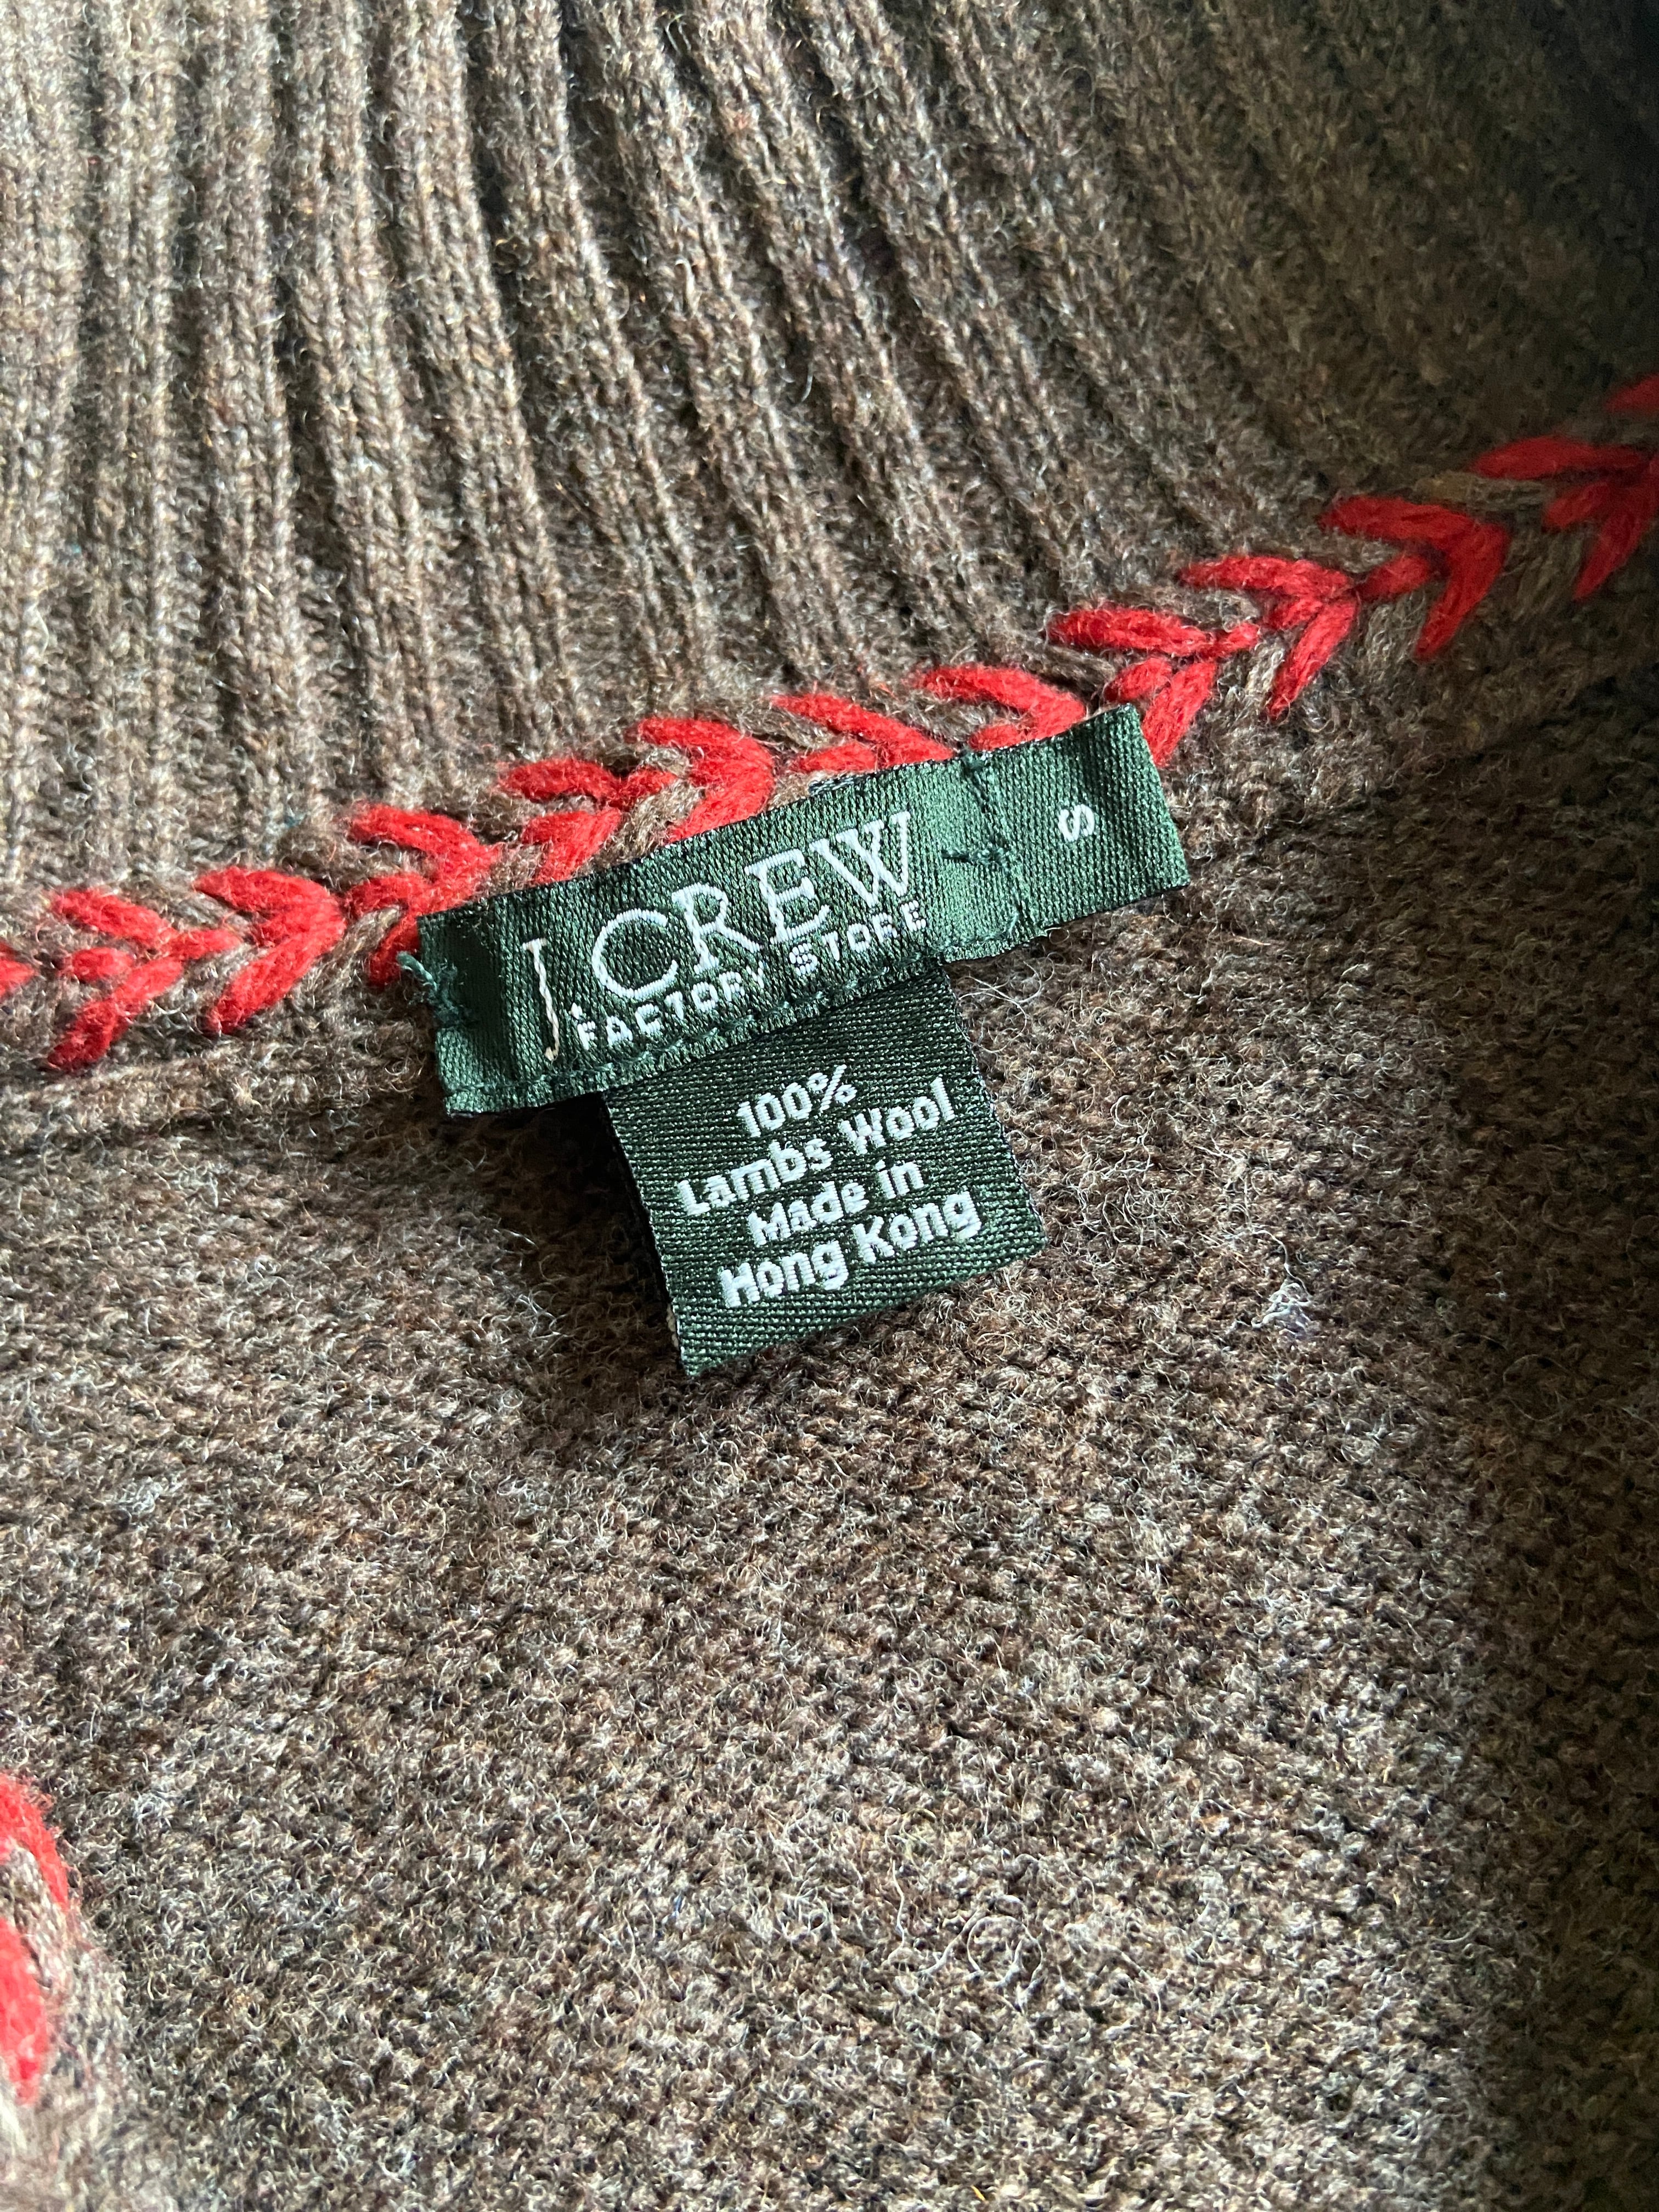 J.CREW
FACTORY STORE
S
100%
Lambs Wool
Made in
Hong Kong